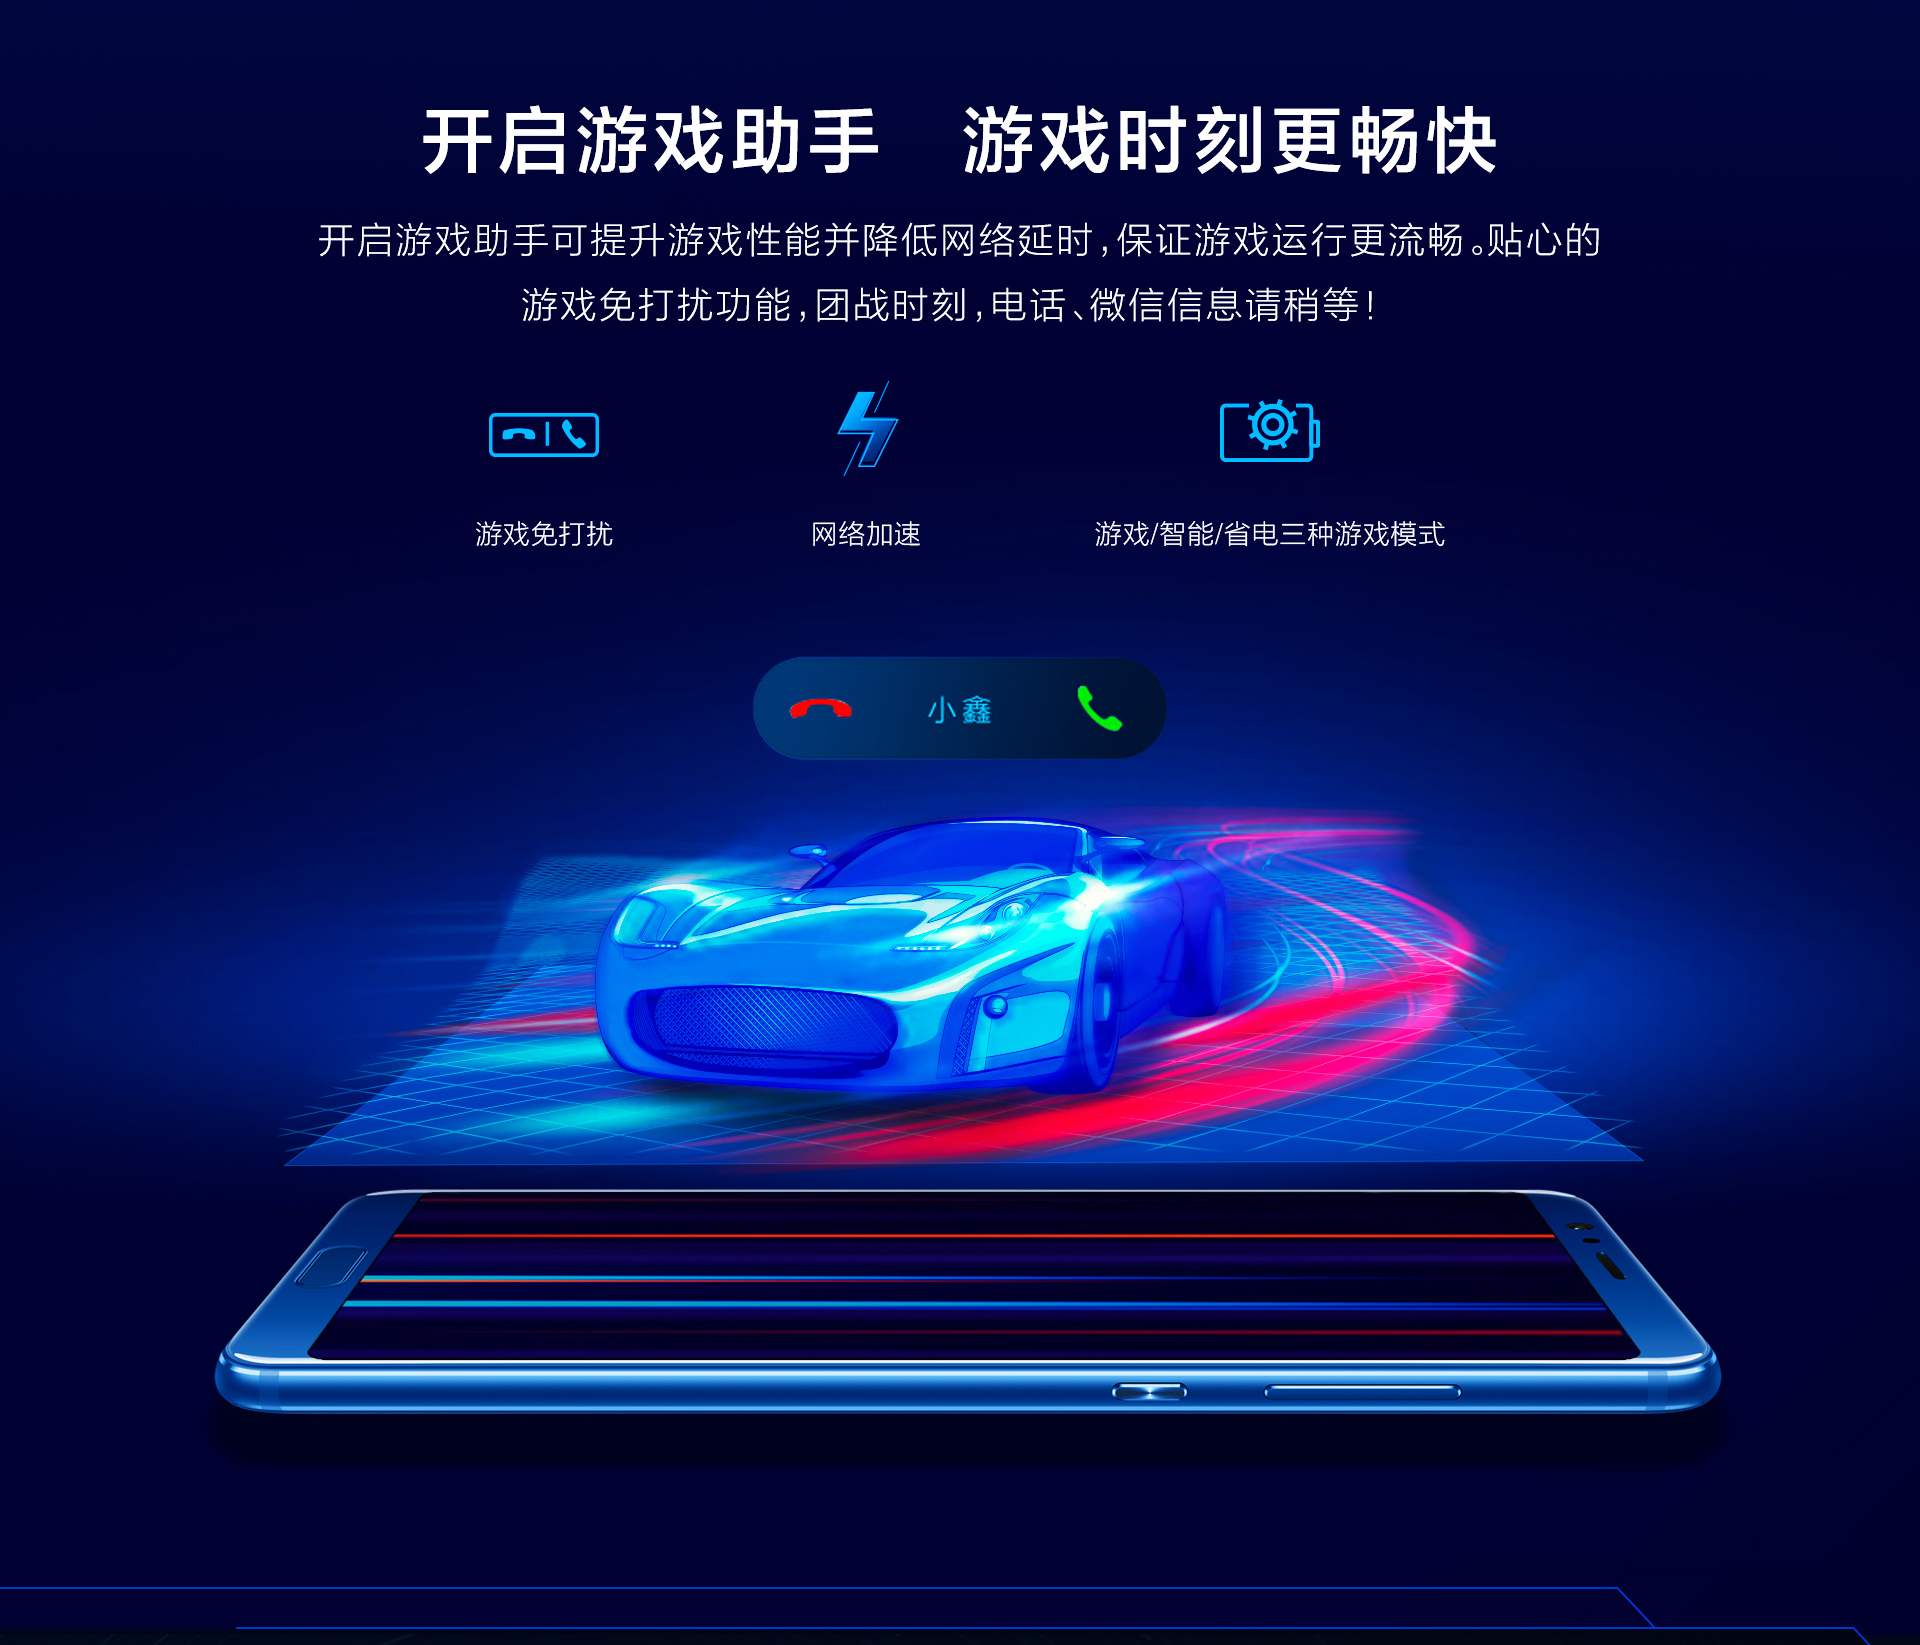 开启游戏助手 游戏时刻更畅快
开启游戏助手可提升游戏性能并降低网络延时,保证游戏运行更流畅。贴心的
游戏免打扰功能,团战时刻,电话、微信信息请稍等!
游戏免打扰
网络加速
游戏/智能/省电三种游戏模式
小鑫